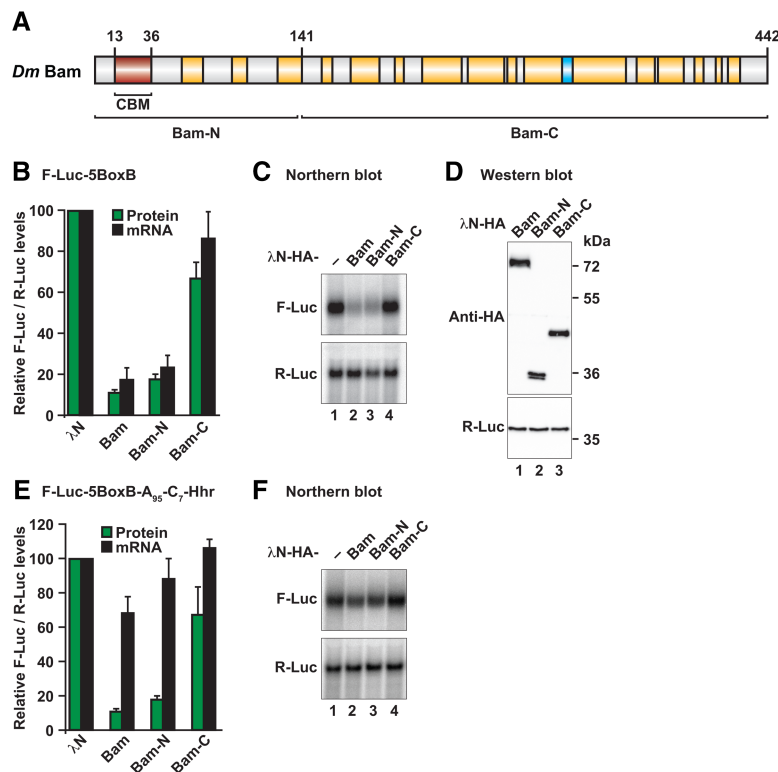 A
13 36 141 442
Dm Bam
CBM
Bam-N Bam-C
B F-Luc-5BoxB
Relative F-Luc / R-Luc levels
100
80
60
40
20
0
Protein
mRNA
λN Bam Bam-N Bam-C
C Northern blot
λN-HA- – Bam Bam-N Bam-C
F-Luc
R-Luc
1 2 3 4
D Western blot
λN-HA Bam Bam-N Bam-C
kDa
72
55
Anti-HA
36
R-Luc
35
1 2 3
E F-Luc-5BoxB-A95-C7-Hhr
Relative F-Luc / R-Luc levels
120
100
80
60
40
20
0
Protein
mRNA
λN Bam Bam-N Bam-C
F Northern blot
λN-HA- – Bam Bam-N Bam-C
F-Luc
R-Luc
1 2 3 4